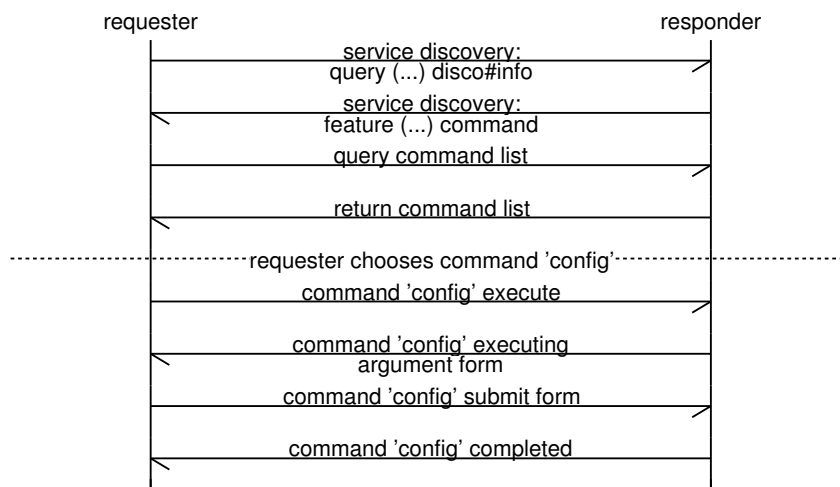 requester
responder
service discovery:
query (...) disco#info
service discovery:
feature (...) command
query command list
return command list
requester chooses command ’config’
command ’config’ execute
command ’config’ executing
argument form
command ’config’ submit form
command ’config’ completed